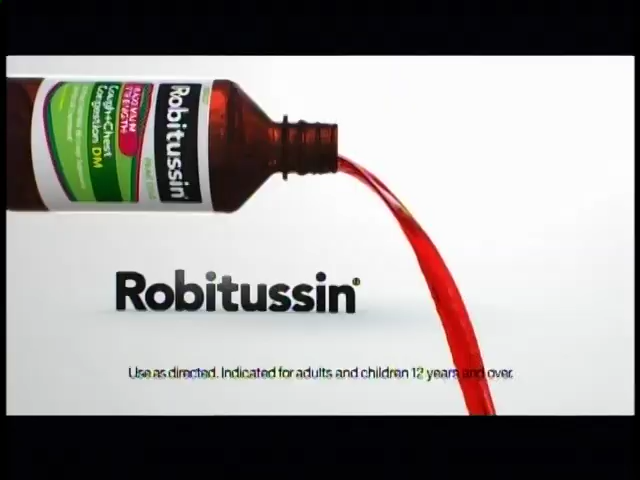 Robitussin
MAXIMUM
STRENGTH
Cough+Chest
Congestion DM
Robitussin
Use as directed. Indicated for adults and children 12 years and over.